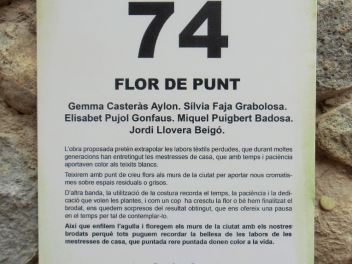 74
FLOR DE PUNT
Gemma Casteràs Aylon. Sílvia Faja Grabolosa.
Elisabet Pujol Gonfaus. Miquel Puigbert Badosa.
Jordi Llovera Beigó.
L'obra proposada pretén extrapolar les labors tèxtils perdudes, que durant moltes
generacions han entretingut les mestresses de casa, que amb temps i paciència
aportaven color als teixits blancs.
Teixirem amb punt de creu flors als murs de la ciutat per aportar nous cromatis-
mes sobre espais residuals o grisos.
D'altra banda, la utilització de la costura recorda el temps, la paciència i la dedi-
cació que volen les plantes, i com un cop ha crescut la flor o bé hem finalitzat el
brodat, ens quedem sorpresos del resultat obtingut, que ens ofereix una pausa
en el temps per tal de contemplar-lo.
Així que enfilem l'agulla i floregem els murs de la ciutat amb els nostres
brodats perquè tots puguem recordar la bellesa de les labors de les
mestresses de casa, que puntada rere puntada donen color a la vida.